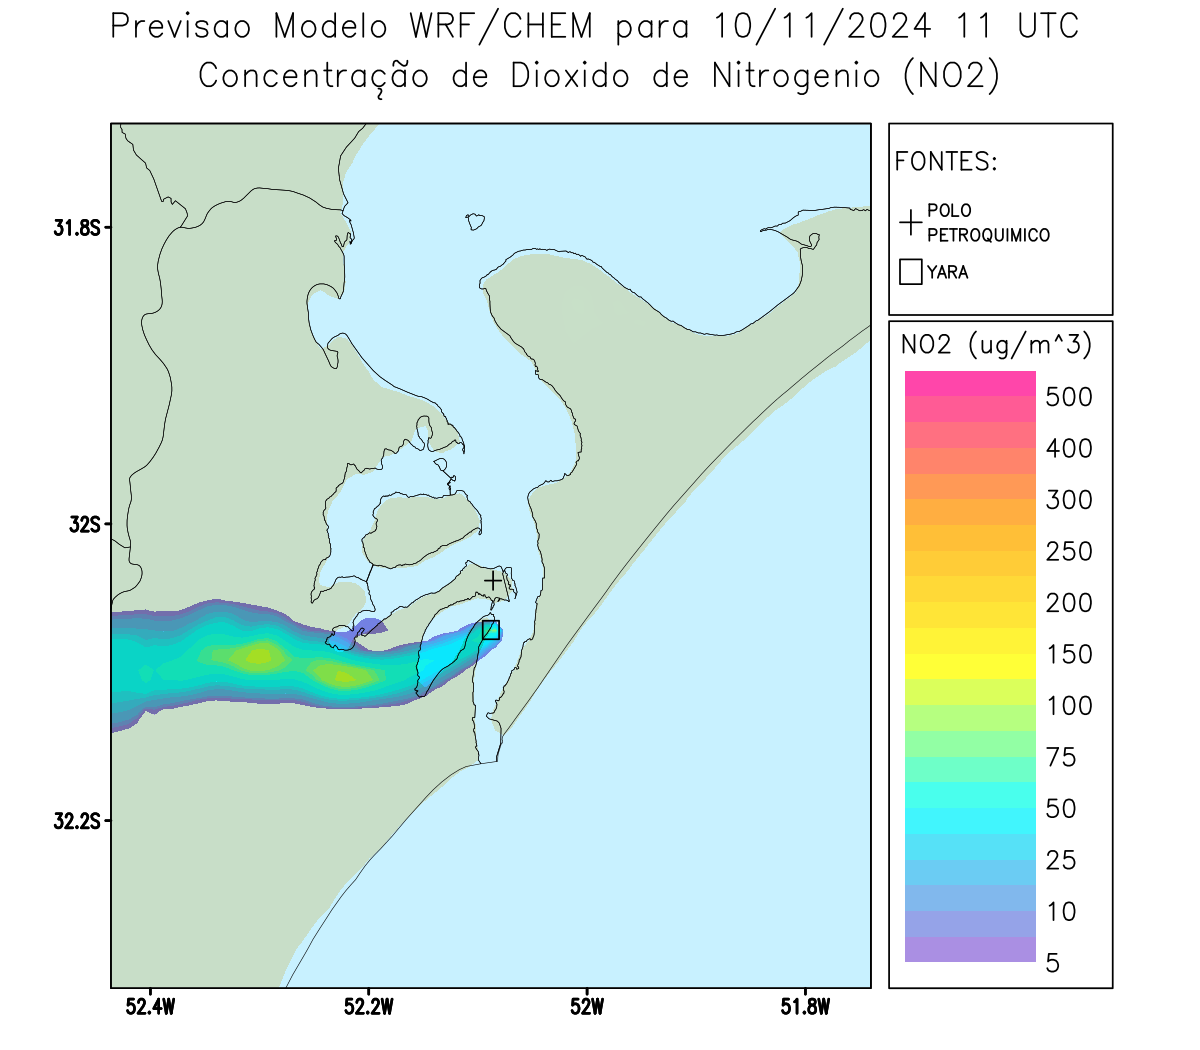 Previsao Modelo WRF/CHEM para 10/11/2024 11 UTC
Concentração de Dioxido de Nitrogenio (NO2)
FONTES:
POLO
PETROQUIMICO
YARA
NO2 (ug/m^3)
500
400
300
250
200
150
100
75
50
25
10
5
31.8S
32S
32.2S
52.4W
52.2W
52W
51.8W